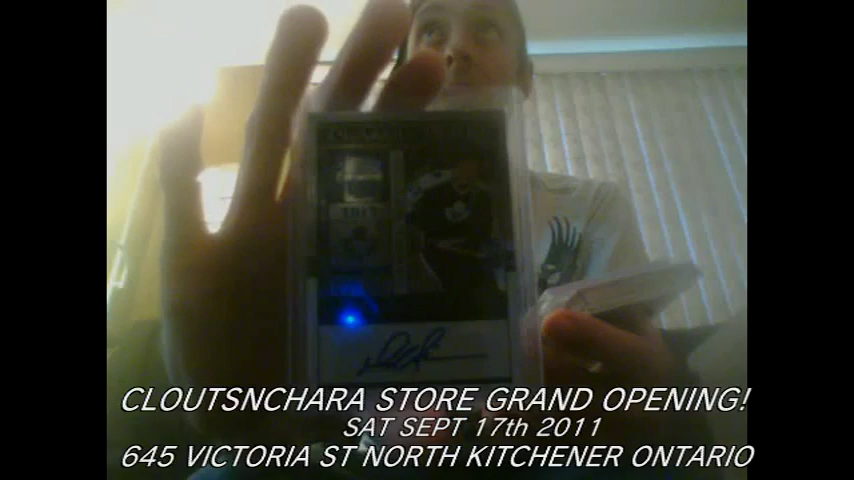 CLOUTSNCHARA STORE GRAND OPENING!
SAT SEPT 17th 2011
645 VICTORIA ST NORTH KITCHENER ONTARIO